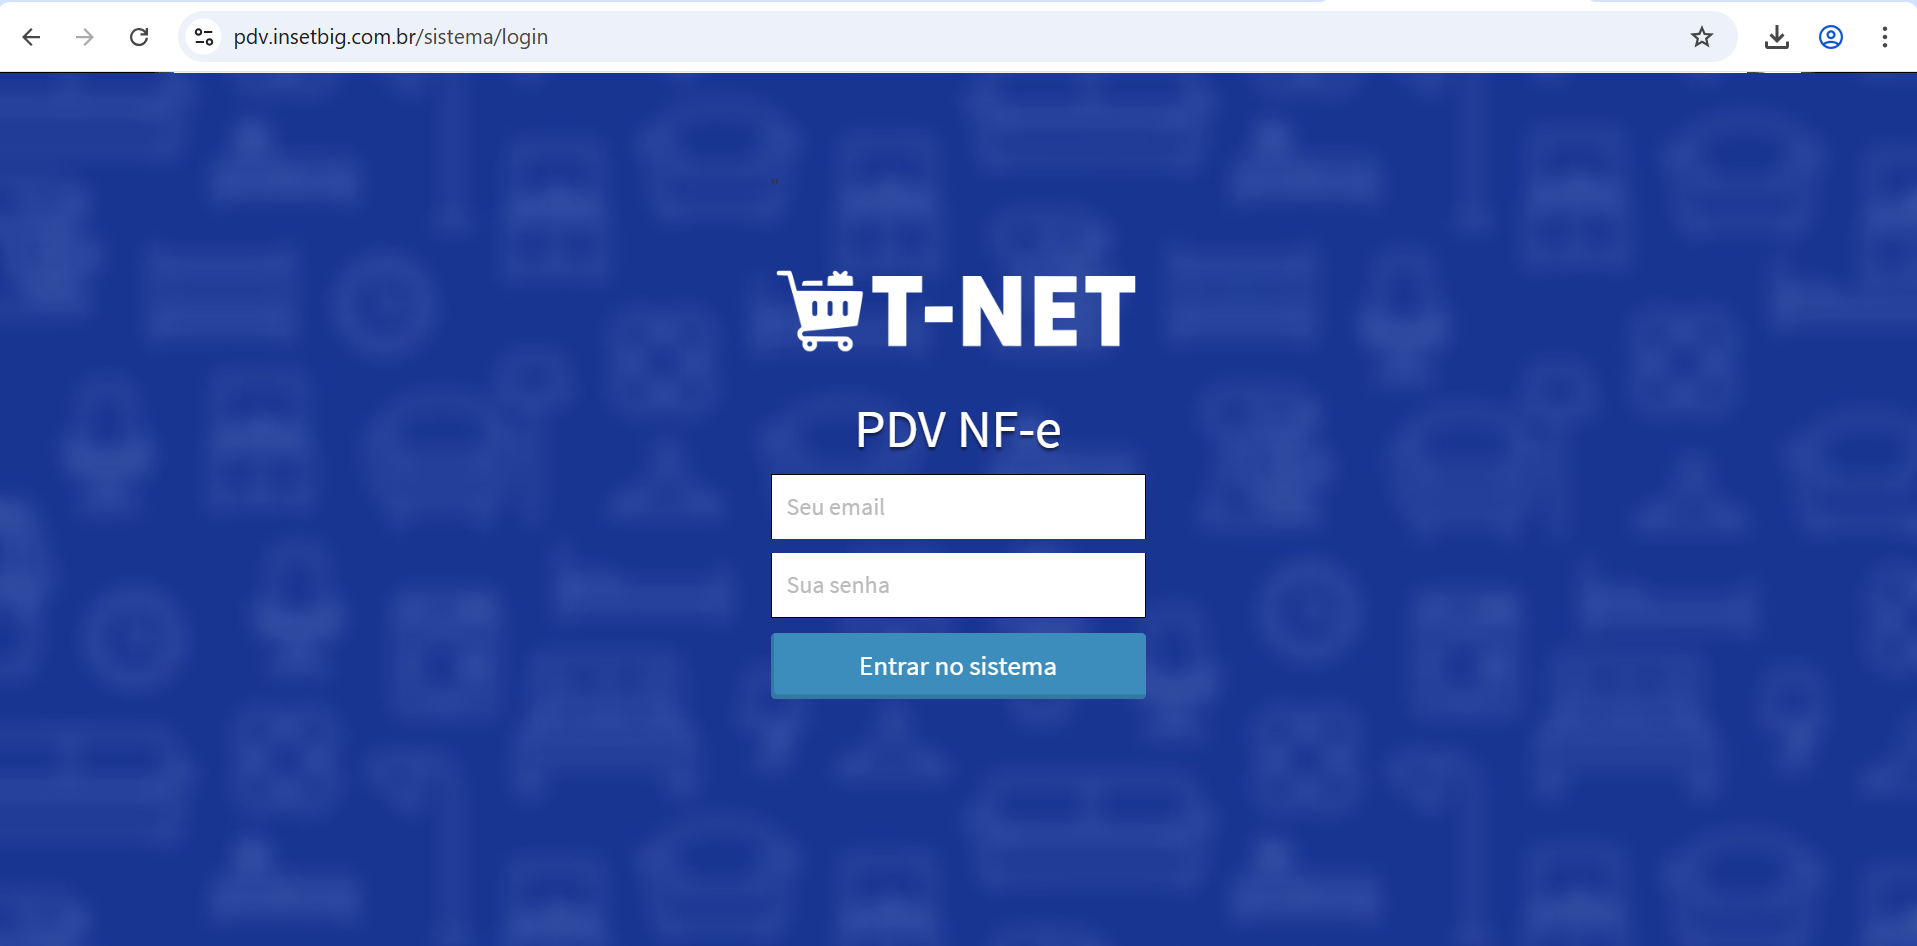 pdv.insetbig.com.br/sistema/login
"
T-NET
PDV NF-e
Seu email
Sua senha
Entrar no sistema